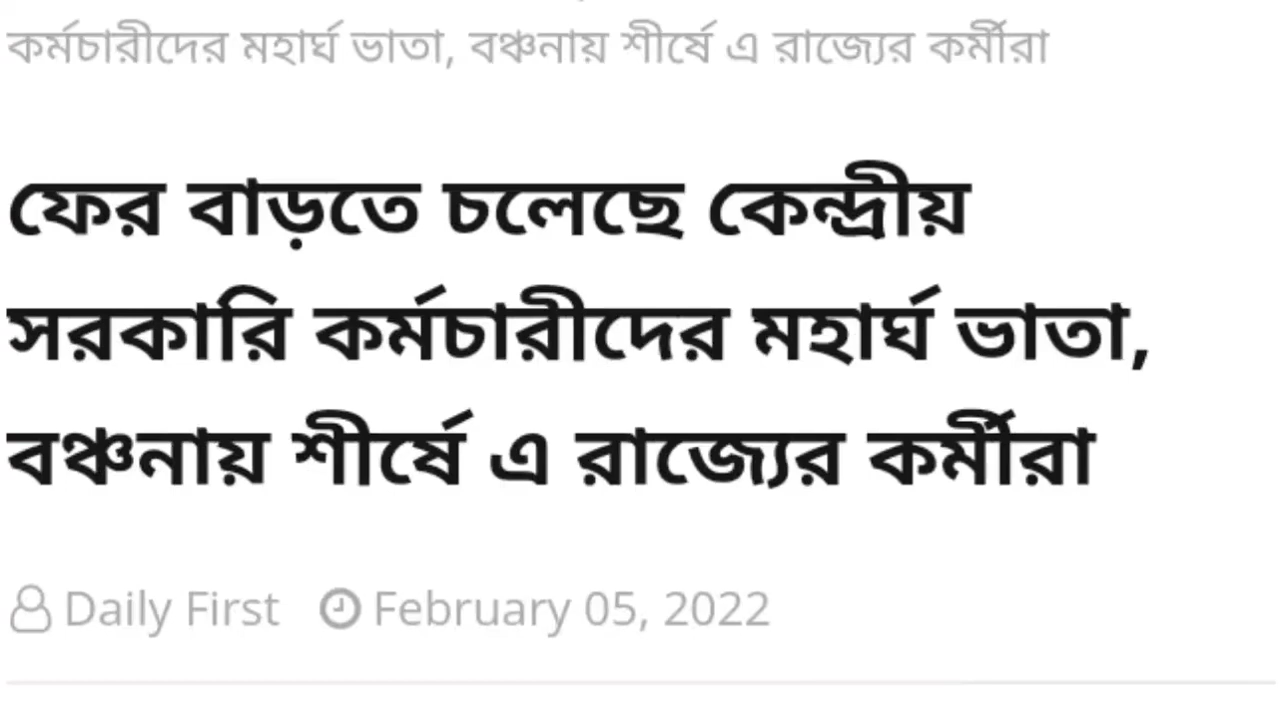 কর্মচারীদের মহার্ঘ ভাতা, বঞ্চনায় শীর্ষে এ রাজ্যের কর্মীরা
ফের বাড়তে চলেছে কেন্দ্রীয়
সরকারি কর্মচারীদের মহার্ঘ ভাতা,
বঞ্চনায় শীর্ষে এ রাজ্যের কর্মীরা
Daily First February 05, 2022